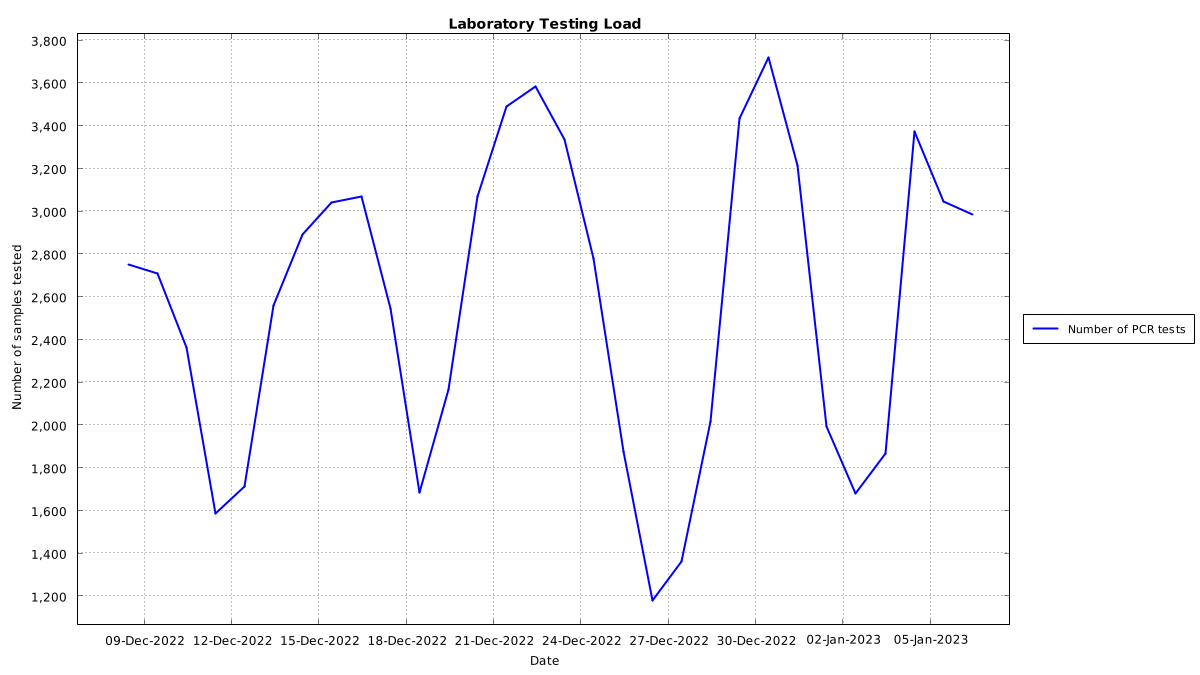 Laboratory Testing Load
3,800
3,600
3,400
3,200
3,000
2,800
2,600
2,400
2,200
2,000
1,800
1,600
1,400
1,200
Number of samples tested
09-Dec-2022 12-Dec-2022 15-Dec-2022 18-Dec-2022 21-Dec-2022 24-Dec-2022 27-Dec-2022 30-Dec-2022 02-Jan-2023 05-Jan-2023
Date
Number of PCR tests